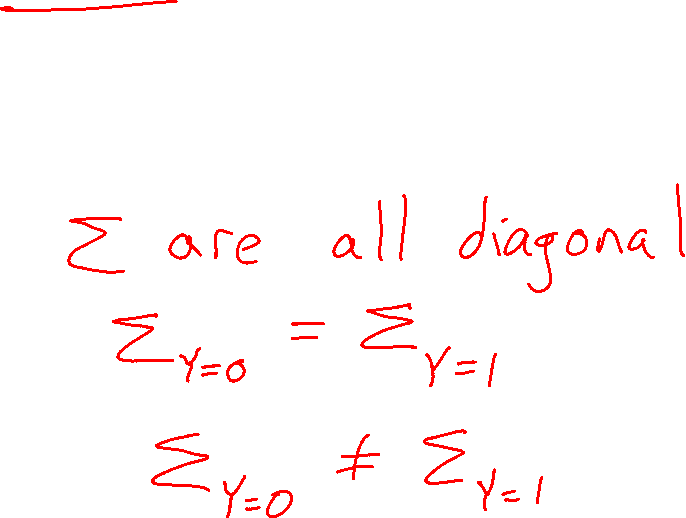 Σ are all diagonal
Σ_{Y=0} = Σ_{Y=1}
Σ_{Y=0} ≠ Σ_{Y=1}